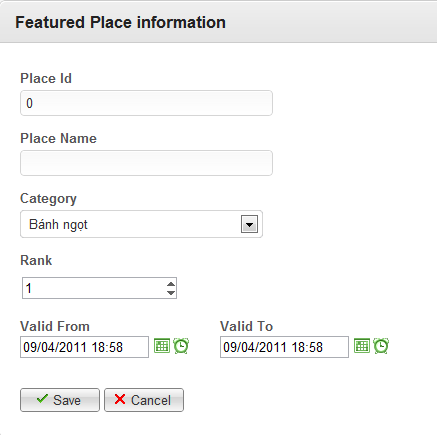 Featured Place information
Place Id
0
Place Name
Category
Bánh ngọt
Rank
1
Valid From Valid To
09/04/2011 18:58 09/04/2011 18:58
Save Cancel